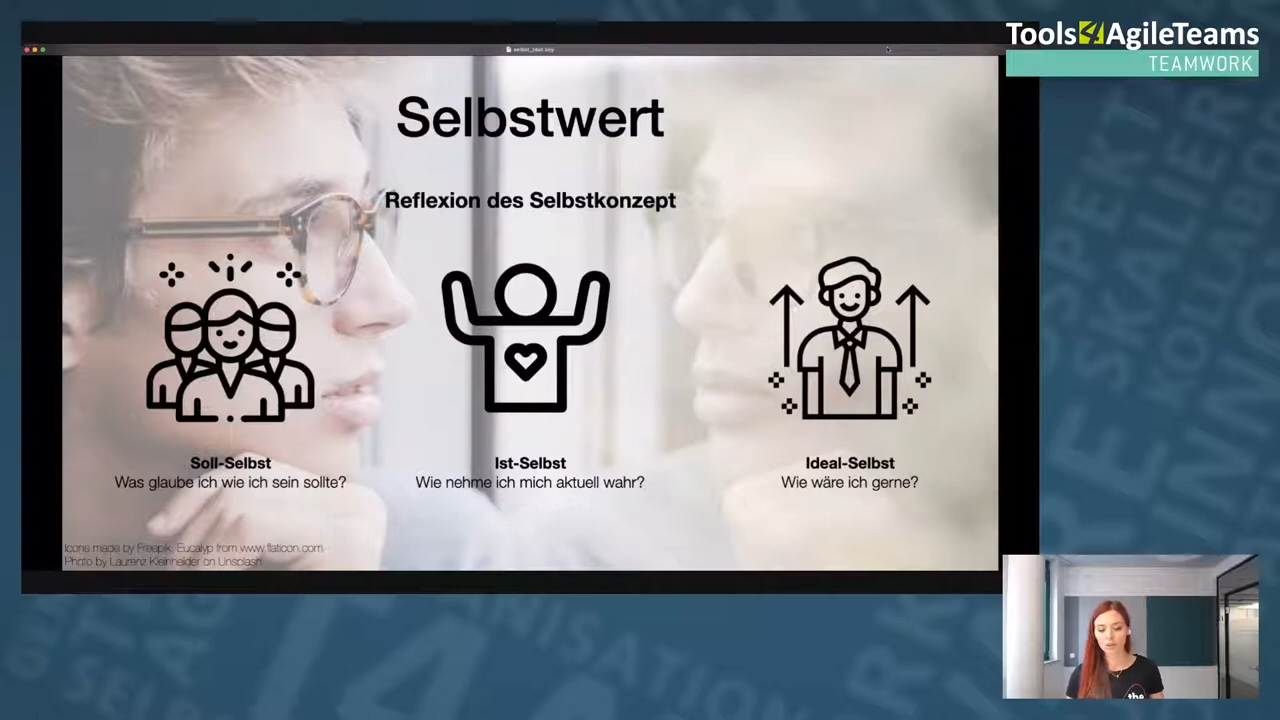 Tools4AgileTeams
TEAMWORK
Selbstwert
Reflexion des Selbstkonzept
Soll-Selbst
Was glaube ich wie ich sein sollte?
Ist-Selbst
Wie nehme ich mich aktuell wahr?
Ideal-Selbst
Wie wäre ich gerne?
Icons made by Freepik, Eucalyp from www.flaticon.com
Photo by Laurenz Kleinheider on Unsplash
the